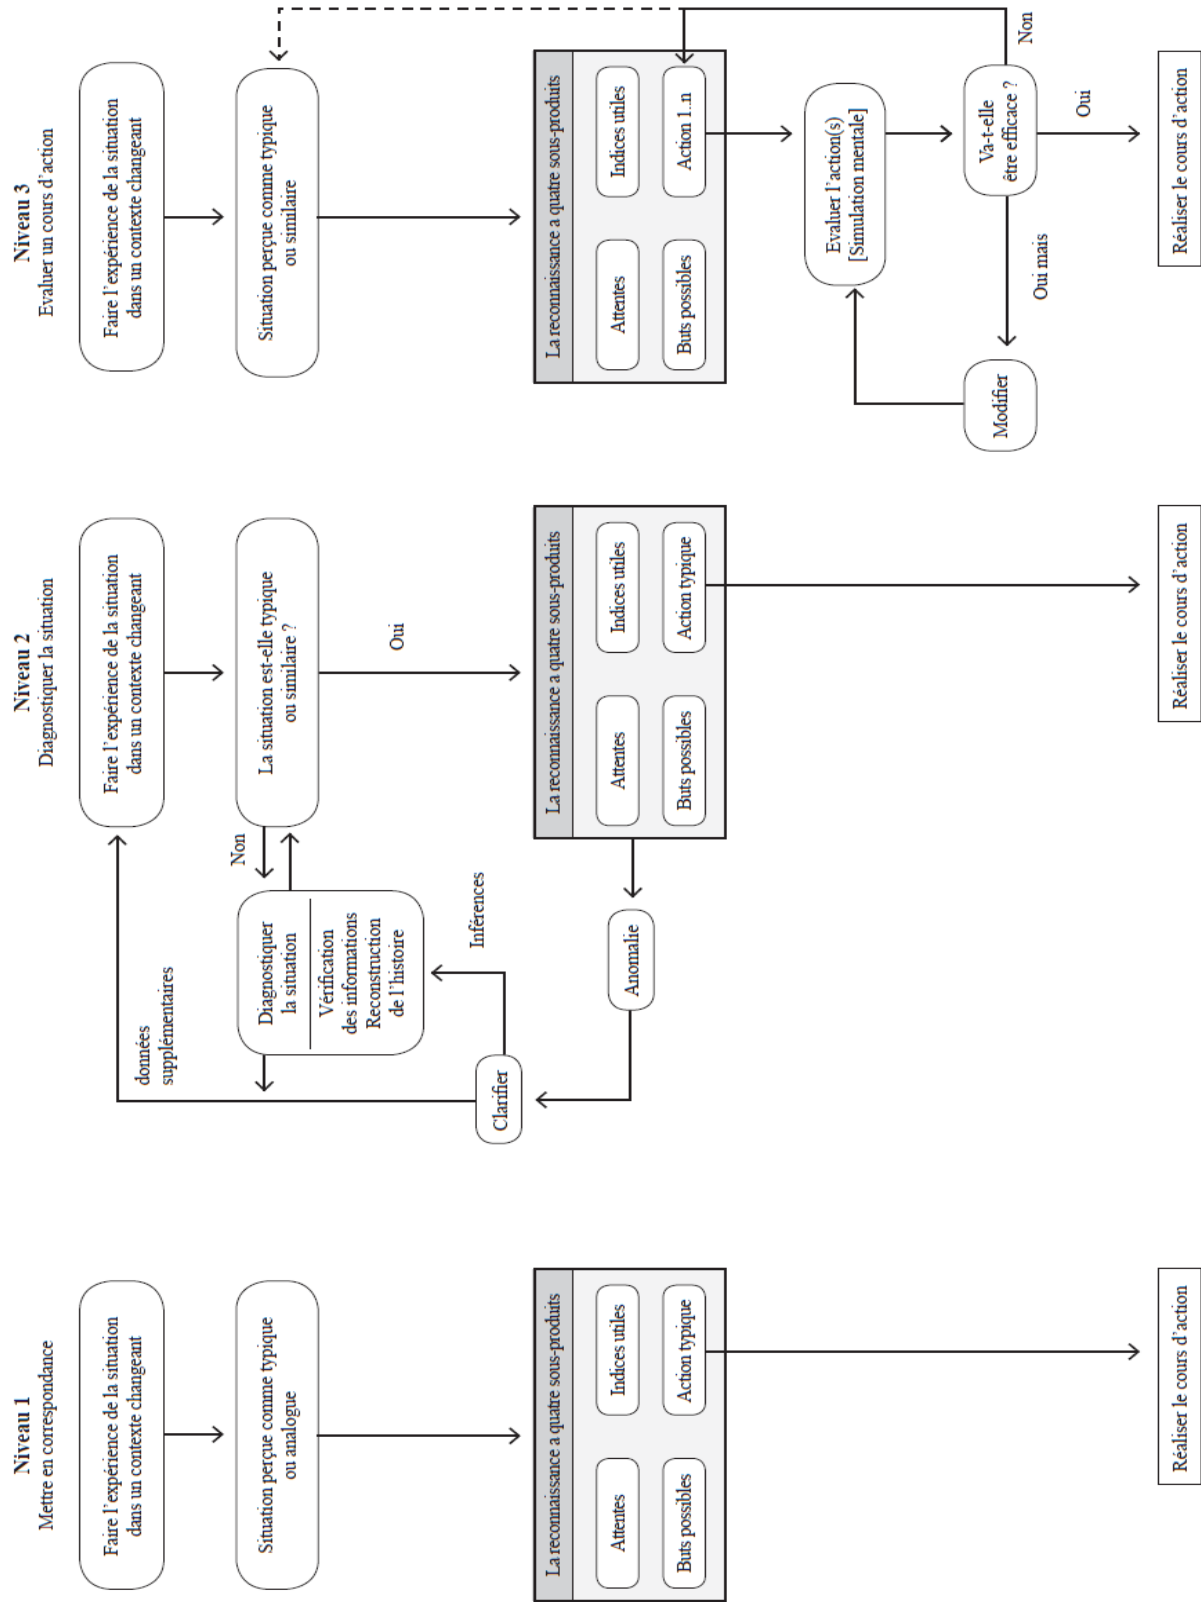 Niveau 1
Mettre en correspondance
Faire l'expérience de la situation
dans un contexte changeant
Situation perçue comme typique
ou analogue
La reconnaissance a quatre sous-produits
Attentes
Indices utiles
Buts possibles
Action typique
Réaliser le cours d'action
Niveau 2
Diagnostiquer la situation
Faire l'expérience de la situation
dans un contexte changeant
données
supplémentaires
La situation est-elle typique
ou similaire ?
Non
Diagnostiquer
la situation
Vérification
des informations
Reconstruction
de l'histoire
Oui
Inférences
Clarifier
La reconnaissance a quatre sous-produits
Attentes
Indices utiles
Buts possibles
Action typique
Anomalie
Réaliser le cours d'action
Niveau 3
Evaluer un cours d'action
Faire l'expérience de la situation
dans un contexte changeant
Situation perçue comme typique
ou similaire
La reconnaissance a quatre sous-produits
Attentes
Indices utiles
Buts possibles
Action 1..n
Evaluer l'action(s)
[Simulation mentale]
Va-t-elle
être efficace ?
Non
Modifier
Oui mais
Oui
Réaliser le cours d'action